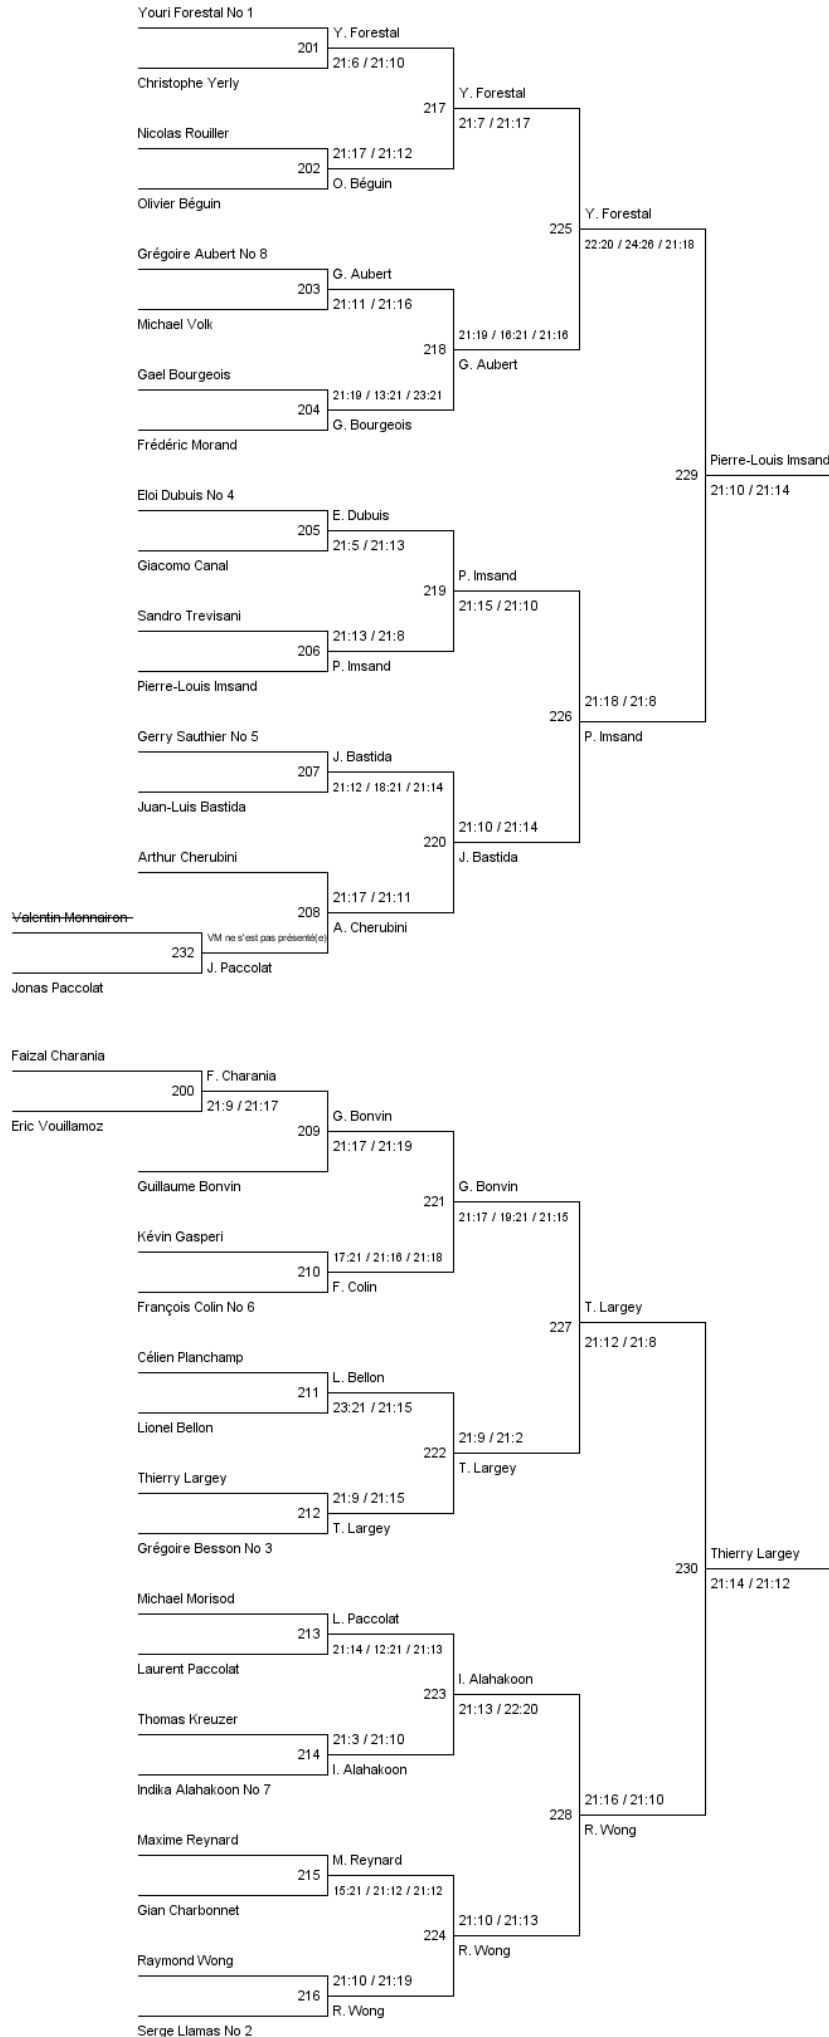 Youri Forestal No 1
Y. Forestal
201
21:6 / 21:10
Christophe Yerly
Y. Forestal
217
21:7 / 21:17
Nicolas Rouiller
21:17 / 21:12
202
O. Béguin
Olivier Béguin
Y. Forestal
225
22:20 / 24:26 / 21:18
Grégoire Aubert No 8
G. Aubert
203
21:11 / 21:16
Michael Volk
21:19 / 16:21 / 21:16
218
G. Aubert
Gael Bourgeois
21:19 / 13:21 / 23:21
204
G. Bourgeois
Frédéric Morand
Pierre-Louis Imsand
229
21:10 / 21:14
Eloi Dubuis No 4
E. Dubuis
205
21:5 / 21:13
Giacomo Canal
P. Imsand
219
21:15 / 21:10
Sandro Trevisani
21:13 / 21:8
206
P. Imsand
Pierre-Louis Imsand
21:18 / 21:8
226
P. Imsand
Gerry Sauthier No 5
J. Bastida
207
21:12 / 18:21 / 21:14
Juan-Luis Bastida
21:10 / 21:14
220
J. Bastida
Arthur Cherubini
21:17 / 21:11
208
A. Cherubini
Valentin Monnairon
VM ne s'est pas présenté(e)
232
J. Paccolat
Jonas Paccolat
Faizal Charania
F. Charania
200
21:9 / 21:17
Eric Vouillamoz
G. Bonvin
209
21:17 / 21:19
Guillaume Bonvin
G. Bonvin
221
21:17 / 19:21 / 21:15
Kévin Gasperi
17:21 / 21:16 / 21:18
210
F. Colin
François Colin No 6
T. Largey
227
21:12 / 21:8
Célien Planchamp
L. Bellon
211
23:21 / 21:15
Lionel Bellon
21:9 / 21:2
222
T. Largey
Thierry Largey
21:9 / 21:15
212
T. Largey
Grégoire Besson No 3
Thierry Largey
230
21:14 / 21:12
Michael Morisod
L. Paccolat
213
21:14 / 12:21 / 21:13
Laurent Paccolat
I. Alahakoon
223
21:13 / 22:20
Thomas Kreuzer
21:3 / 21:10
214
I. Alahakoon
Indika Alahakoon No 7
21:16 / 21:10
228
R. Wong
Maxime Reynard
M. Reynard
215
15:21 / 21:12 / 21:12
Gian Charbonnet
21:10 / 21:13
224
R. Wong
Raymond Wong
21:10 / 21:19
216
R. Wong
Serge Llamas No 2